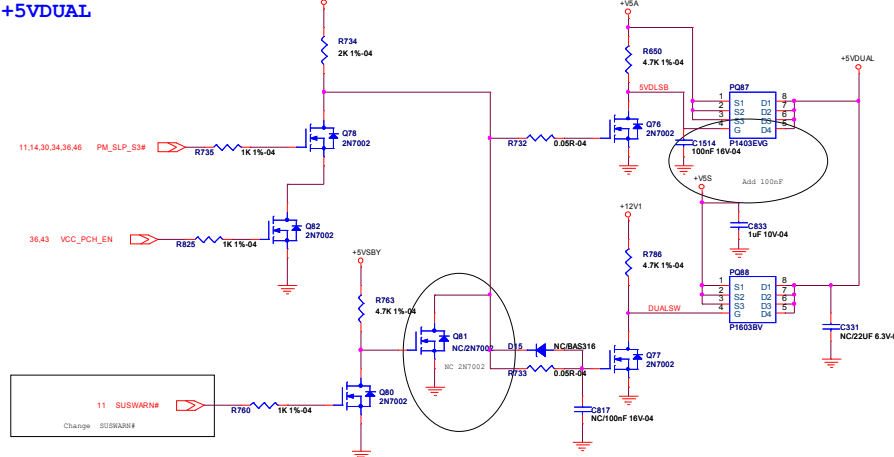 +5VDUAL
+V5A
R734
2K 1%-04
R650
4.7K 1%-04
+5VDUAL
5VDLSB
PQ87
1 S1 D1 8
2 S2 D2 7
3 S3 D3 6
4 G D4 5
P1403EVG
Q78
2N7002
Q76
2N7002
11,14,30,34,36,46 PM_SLP_S3#
R735 1K 1%-04
R732 0.05R-04
C1514
100nF 16V-04
Add 100nF
+V5S
Q82
2N7002
+12V1
C833
1uF 10V-04
36,43 VCC_PCH_EN
R825 1K 1%-04
+5VSBY
R786
4.7K 1%-04
PQ88
1 S1 D1 8
2 S2 D2 7
3 S3 D3 6
4 G D4 5
P1603BV
R763
4.7K 1%-04
DUALSW
C331
NC/22UF 6.3V-
Q81
NC/2N7002
NC 2N7002
D15 NC/BAS316
R733 0.05R-04
Q77
2N7002
Q80
2N7002
11 SUSWARN#
R760 1K 1%-04
Change SUSWARN#
C817
NC/100nF 16V-04